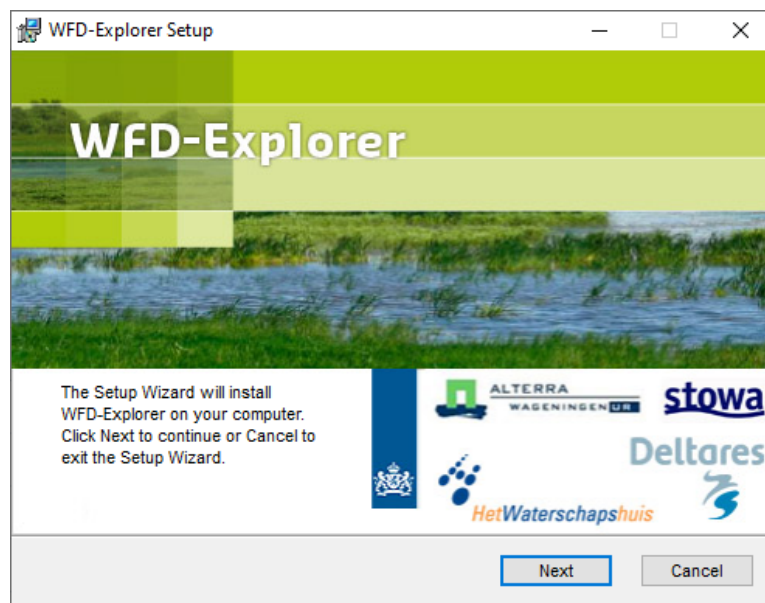 WFD-Explorer Setup
WFD-Explorer
The Setup Wizard will install
WFD-Explorer on your computer.
Click Next to continue or Cancel to
exit the Setup Wizard.
ALTERRA
WAGENINGEN UR
stowa
Deltares
HetWaterschapshuis
Next
Cancel